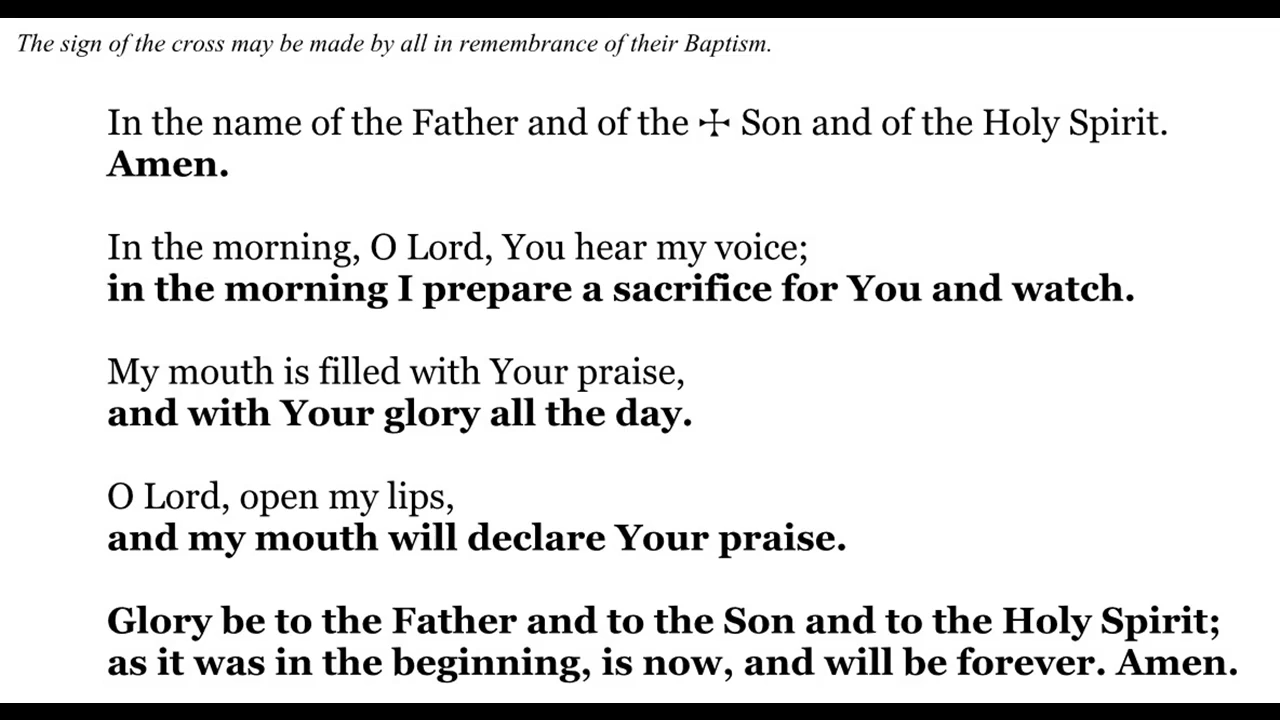 The sign of the cross may be made by all in remembrance of their Baptism.
In the name of the Father and of the ☩ Son and of the Holy Spirit.
Amen.
In the morning, O Lord, You hear my voice;
in the morning I prepare a sacrifice for You and watch.
My mouth is filled with Your praise,
and with Your glory all the day.
O Lord, open my lips,
and my mouth will declare Your praise.
Glory be to the Father and to the Son and to the Holy Spirit;
as it was in the beginning, is now, and will be forever. Amen.